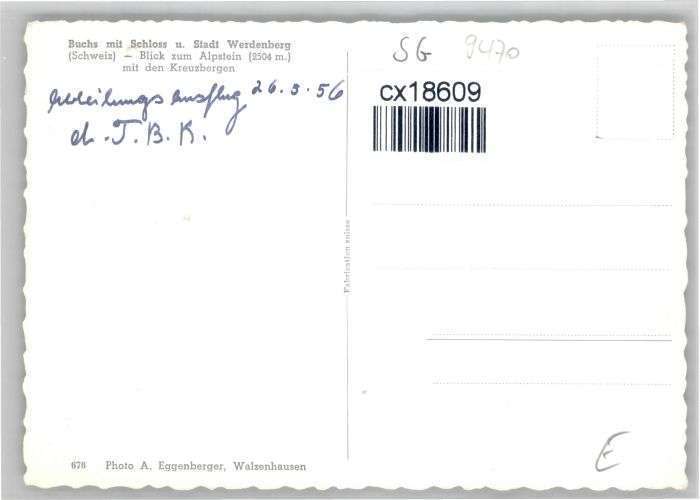 Buchs mit Schloss u. Stadt Werdenberg
(Schweiz) – Blick zum Alpstein (2504 m.)
mit den Kreuzbergen
Abteilungsausflug 26.3.56
d. T.B.K.
SG 9470
cx18609
Fabrication suisse
E
678 Photo A. Eggenberger, Walzenhausen